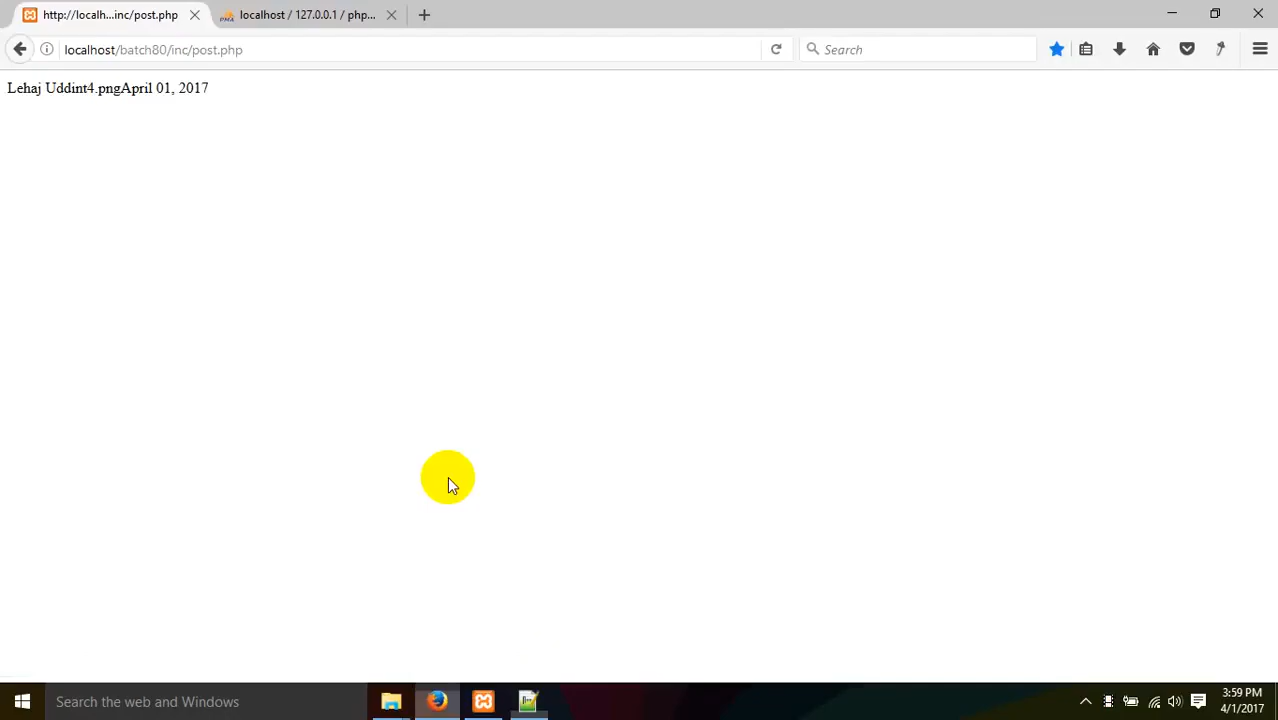 http://localh...inc/post.php
localhost / 127.0.0.1 / php...
localhost/batch80/inc/post.php
Search
Lehaj Uddint4.pngApril 01, 2017
Search the web and Windows
3:59 PM
4/1/2017